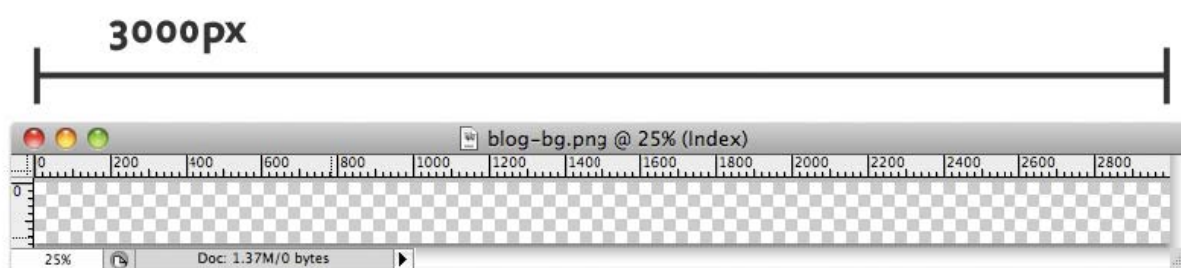 3000px
blog-bg.png @ 25% (Index)
0 200 400 600 800 1000 1200 1400 1600 1800 2000 2200 2400 2600 2800
0
25% Doc: 1.37M/0 bytes